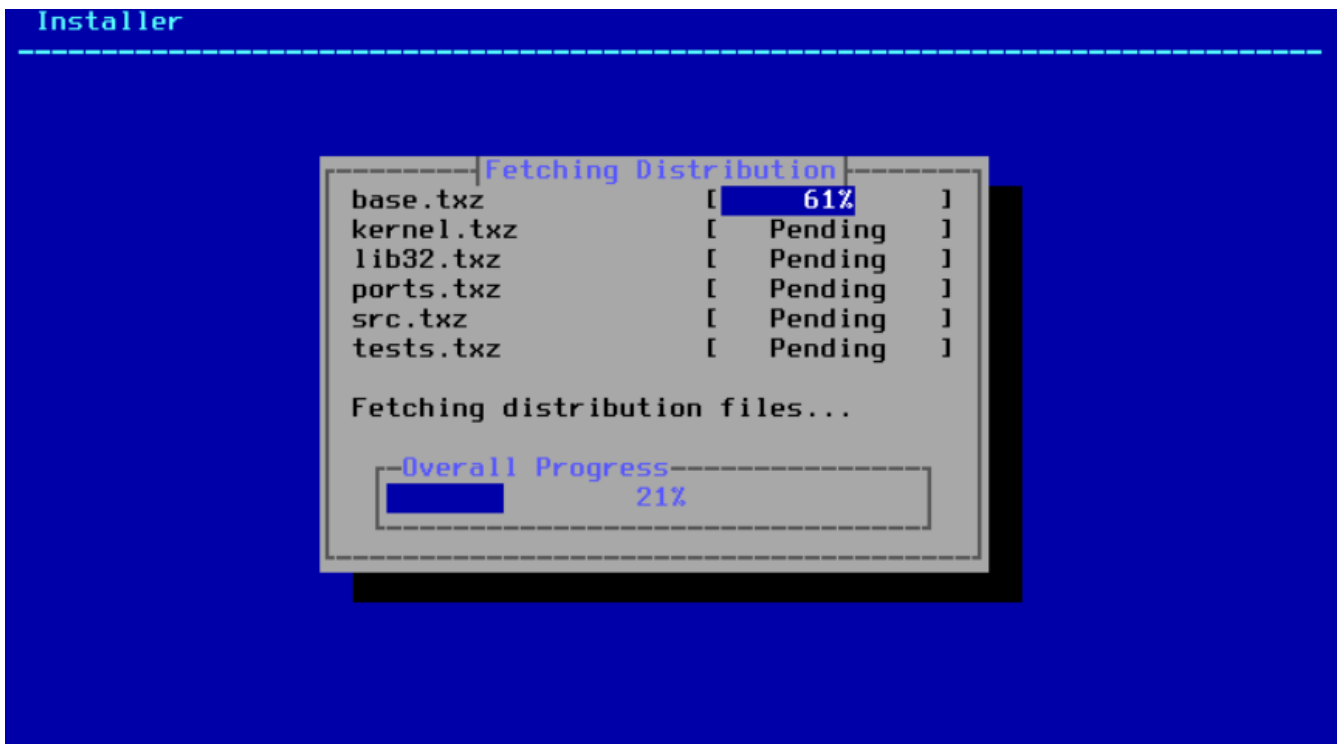 Installer
Fetching Distribution
base.txz [ 61% ]
kernel.txz [ Pending ]
lib32.txz [ Pending ]
ports.txz [ Pending ]
src.txz [ Pending ]
tests.txz [ Pending ]
Fetching distribution files...
Overall Progress
21%